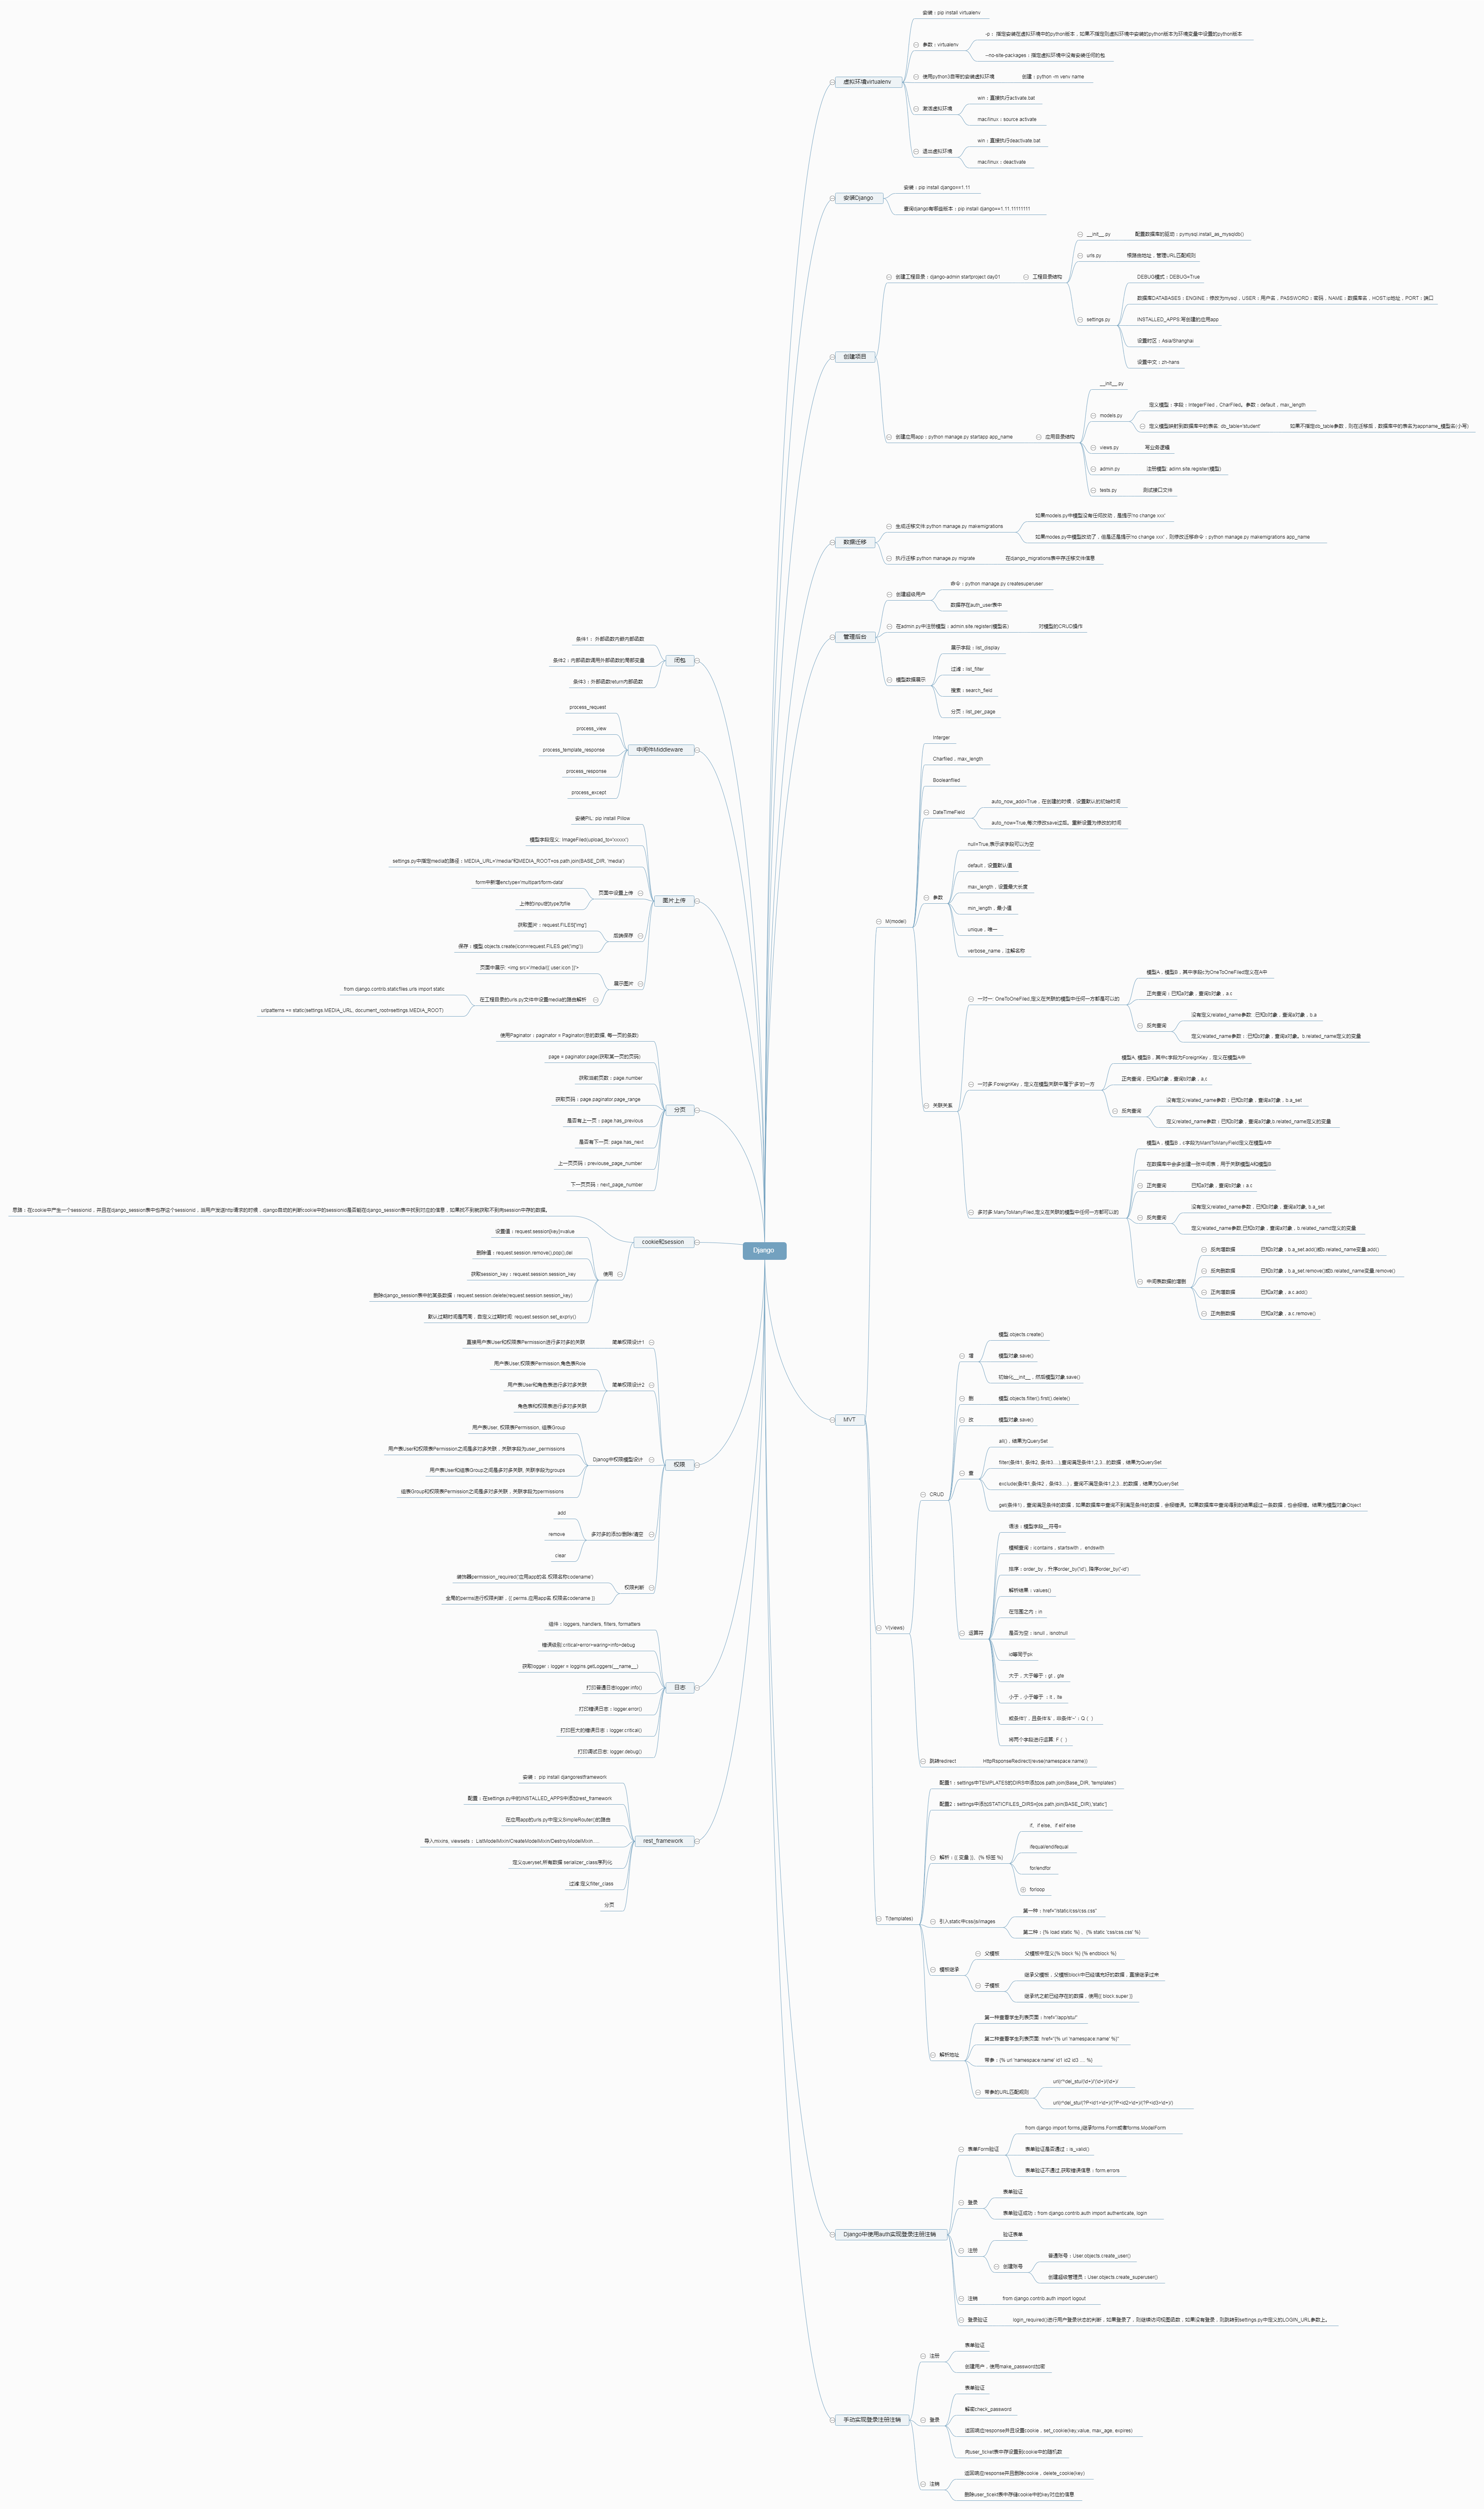 Django
虚拟环境virtualenv
安装：pip install virtualenv
参数：virtualenv
-p： 指定安装在虚拟环境中的python版本，如果不指定则虚拟环境中安装的python版本为环境变量中设置的python版本
--no-site-packages：指定虚拟环境中没有安装任何的包
使用python3自带的安装虚拟环境
创建：python -m venv name
激活虚拟环境
win：直接执行activate.bat
mac/linux：source activate
退出虚拟环境
win：直接执行deactivate.bat
mac/linux：deactivate
安装Django
安装：pip install django==1.11
查询django有哪些版本：pip install django==1.11.11111111
创建项目
创建工程目录：django-admin startproject day01
工程目录结构
__init__.py
配置数据库的驱动：pymysql.install_as_mysqldb()
urls.py
根路由地址，管理URL匹配规则
settings.py
DEBUG模式：DEBUG=True
数据库DATABASES：ENGINE：修改为mysql，USER：用户名，PASSWORD：密码，NAME：数据库名，HOST:ip地址，PORT：端口
INSTALLED_APPS:写创建的应用app
设置时区：Asia/Shanghai
设置中文：zh-hans
创建应用app：python manage.py startapp app_name
应用目录结构
__init__.py
models.py
定义模型：字段：IntegerFiled，CharFiled。参数：default，max_length
定义模型映射到数据库中的表名: db_table='student'
如果不指定db_table参数，则在迁移后，数据库中的表名为appname_模型名(小写)
views.py
写业务逻辑
admin.py
注册模型: admn.site.register(模型)
tests.py
测试接口文件
数据迁移
生成迁移文件:python manage.py makemigrations
如果models.py中模型没有任何改动，是提示'no change xxx'
如果modes.py中模型改动了，但是还是提示'no change xxx'，则修改迁移命令：python manage.py makemigrations app_name
执行迁移:python manage.py migrate
在django_migrations表中存迁移文件信息
管理后台
创建超级用户
命令：python manage.py createsuperuser
数据存在auth_user表中
在admin.py中注册模型：admin.site.register(模型名)
对模型的CRUD操作
模型数据展示
展示字段：list_display
过滤：list_filter
搜索：search_field
分页：list_per_page
闭包
条件1： 外部函数内嵌内部函数
条件2：内部函数调用外部函数的局部变量
条件3：外部函数return内部函数
中间件Middleware
process_request
process_view
process_template_response
process_response
process_except
图片上传
安装PIL: pip install Pillow
模型字段定义: ImageFiled(upload_to='xxxxx')
settings.py中指定media的路径：MEDIA_URL='/media/'和MEDIA_ROOT=os.path.join(BASE_DIR, 'media')
页面中设置上传
form中新增enctype='multipart/form-data'
上传的input的type为file
后端保存
获取图片：request.FILES['img']
保存：模型.objects.create(icon=request.FILES.get('img'))
展示图片
页面中展示: <img src='/media/{{ user.icon }}'>
在工程目录的urls.py文件中设置media的路由解析
from django.contrib.staticfiles.urls import static
urlpatterns += static(settings.MEDIA_URL, document_root=settings.MEDIA_ROOT)
分页
使用Paginator：paginator = Paginator(总的数据, 每一页的条数)
page = paginator.page(获取某一页的页码)
获取当前页数：page.number
获取页码：page.paginator.page_range
是否有上一页：page.has_previous
是否有下一页: page.has_next
上一页页码：previouse_page_number
下一页页码：next_page_number
cookie和session
思路：在cookie中产生一个sessionid，并且在django_session表中也存这个sessionid，当用户发送http请求的时候，django自动的判断cookie中的sessionid是否能在django_session表中找到对应的信息，如果找不到就获取不到向session中存的数据。
使用
设置值：request.session[key]=value
删除值：request.session.remove(),pop(),del
获取session_key：request.session.session_key
删除django_session表中的某条数据：request.session.delete(request.session.session_key)
默认过期时间是两周，自定义过期时间: request.session.set_expriy()
权限
简单权限设计1
直接用户表User和权限表Permission进行多对多的关联
简单权限设计2
用户表User,权限表Permission,角色表Role
用户表User和角色表进行多对多关联
角色表和权限表进行多对多关联
Djanog中权限模型设计
用户表User, 权限表Permission, 组表Group
用户表User和权限表Permission之间是多对多关联，关联字段为user_permissions
用户表User和组表Group之间是多对多关联, 关联字段为groups
组表Group和权限表Permission之间是多对多关联，关联字段为permissions
多对多的添加/删除/清空
add
remove
clear
权限判断
装饰器permission_required('应用app的名.权限名称codename')
全局的perms进行权限判断，{{ perms.应用app名.权限名codename }}
日志
组件：loggers, handlers, filters, formatters
错误级别:critical>error>waring>info>debug
获取logger：logger = loggins.getLoggers(__name__)
打印普通日志logger.info()
打印错误日志：logger.error()
打印巨大的错误日志：logger.critical()
打印调试日志: logger.debug()
rest_framework
安装： pip install djangorestframework
配置：在settings.py中的INSTALLED_APPS中添加rest_framework
在应用app的urls.py中定义SimpleRouter()的路由
导入mixins, viewsets： ListModelMixin/CreateModelMixin/DestroyModelMixin.....
定义queryset,所有数据 serializer_class序列化
过滤:定义filter_class
分页
MVT
M(model):
Interger
Charfiled，max_length
Booleanfiled
DateTimeField
auto_now_add=True，在创建的时候，设置默认的初始时间
auto_now=True,每次修改save过后。重新设置为修改的时间
参数
null=True,表示该字段可以为空
default，设置默认值
max_length，设置最大长度
min_length，最小值
unique，唯一
verbose_name，注解名称
关联关系
一对一: OneToOneFiled,定义在关联的模型中任何一方都是可以的
模型A，模型B，其中字段c为OneToOneFiled定义在A中
正向查询：已知a对象，查询b对象，a.c
反向查询
没有定义related_name参数: 已知b对象，查询a对象，b.a
定义related_name参数：: 已知b对象，查询a对象。b.related_name定义的变量
一对多:ForeignKey，定义在模型关联中属于'多'的一方
模型A, 模型B，其中c字段为ForeignKey，定义在模型A中
正向查询，已知a对象，查询b对象，a.c
反向查询
没有定义related_name参数：已知b对象，查询a对象，b.a_set
定义related_name参数：已知b对象，查询a对象,b.related_name定义的变量
多对多:ManyToManyFiled,定义在关联的模型中任何一方都可以的
模型A，模型B，c字段为MantToManyField定义在模型A中
在数据库中会多创建一张中间表，用于关联模型A和模型B
正向查询
已知a对象，查询b对象：a.c
反向查询
没有定义related_name参数，已知b对象，查询a对象, b.a_set
定义related_name参数,已知b对象，查询a对象，b.related_namd定义的变量
中间表数据的增删
反向增数据
已知b对象，b.a_set.add()或b.related_name变量.add()
反向删数据
已知b对象，b.a_set.remove()或b.related_name变量.remove()
正向增数据
已知a对象，a.c.add()
正向删数据
已知a对象，a.c.remove()
V(views)
CRUD
增
模型.objects.create()
模型对象.save()
初始化__init__，然后模型对象.save()
删
模型.objects.filter().first().delete()
改
模型对象.save()
查
all()，结果为QuerySet
filter(条件1, 条件2, 条件3....),查询满足条件1,2,3...的数据，结果为QuerySet
exclude(条件1,条件2，条件3....)，查询不满足条件1,2,3...的数据，结果为QuerySet
get(条件1)，查询满足条件的数据，如果数据库中查询不到满足条件的数据，会报错误。如果数据库中查询得到的结果超过一条数据，也会报错。结果为模型对象Object
运算符
语法：模型字段__符号=
模糊查询：icontains，startswith， endswith
排序：order_by，升序order_by('id'), 降序order_by('-id')
解析结果：values()
在范围之内：in
是否为空：isnull，isnotnull
id等同于pk
大于，大于等于：gt，gte
小于，小于等于 ：lt，lte
或条件'|'，且条件'&'，非条件'~'：Q（ ）
将两个字段进行运算: F（ ）
跳转redirect
HttpRsponseRedirect(revse(namespace:name))
T(templates)
配置1：settings中TEMPLATES的DIRS中添加os.path.join(Base_DIR, 'templates')
配置2：settings中添加STATICFILES_DIRS=[os.path.join(BASE_DIR),'static']
解析：{{ 变量 }}、{% 标签 %}
if、if else、if elif else
ifequal/endifequal
for/endfor
forloop
引入static中css/js/images
第一种：href="/static/css/css.css"
第二种：{% load static %} 、{% static 'css/css.css' %}
模板继承
父模板
父模板中定义{% block %} {% endblock %}
子模板
继承父模板，父模板block中已经填充好的数据，直接继承过来
继承坑之前已经存在的数据，使用{{ block.super }}
解析地址
第一种查看学生列表页面：href="/app/stu/"
第二种查看学生列表页面: href="{% url 'namespace:name' %}"
带参：{% url 'namespace:name' id1 id2 id3 .... %}
带参的URL匹配规则
url(r'^del_stu/(\d+)/'(\d+)/(\d+)/
url(r'^del_stu/(?P<id1>\d+)/(?P<id2>\d+)/(?P<id3>\d+)/)
Django中使用auth实现登录注册注销
表单Form验证
from django import forms,j继承forms.Form或者forms.ModelForm
表单验证是否通过：is_valid()
表单验证不通过,获取错误信息：form.errors
登录
表单验证
表单验证成功：from django.contrib.auth import authenticate, login
注册
验证表单
创建账号
普通账号：User.objects.create_user()
创建超级管理员：User.objects.create_superuser()
注销
from django.contrib.auth import logout
登录验证
login_required()进行用户登录状态的判断，如果登录了，则继续访问视图函数，如果没有登录，则跳转到settings.py中定义的LOGIN_URL参数上。
手动实现登录注册注销
注册
表单验证
创建用户，使用make_password加密
登录
表单验证
解密check_password
返回响应response并且设置cookie，set_cookie(key,value, max_age, expires)
向user_ticket表中存设置到cookie中的随机数
注销
返回响应response并且删除cookie，delete_cookie(key)
删除user_ticekt表中存储cookie中的key对应的信息